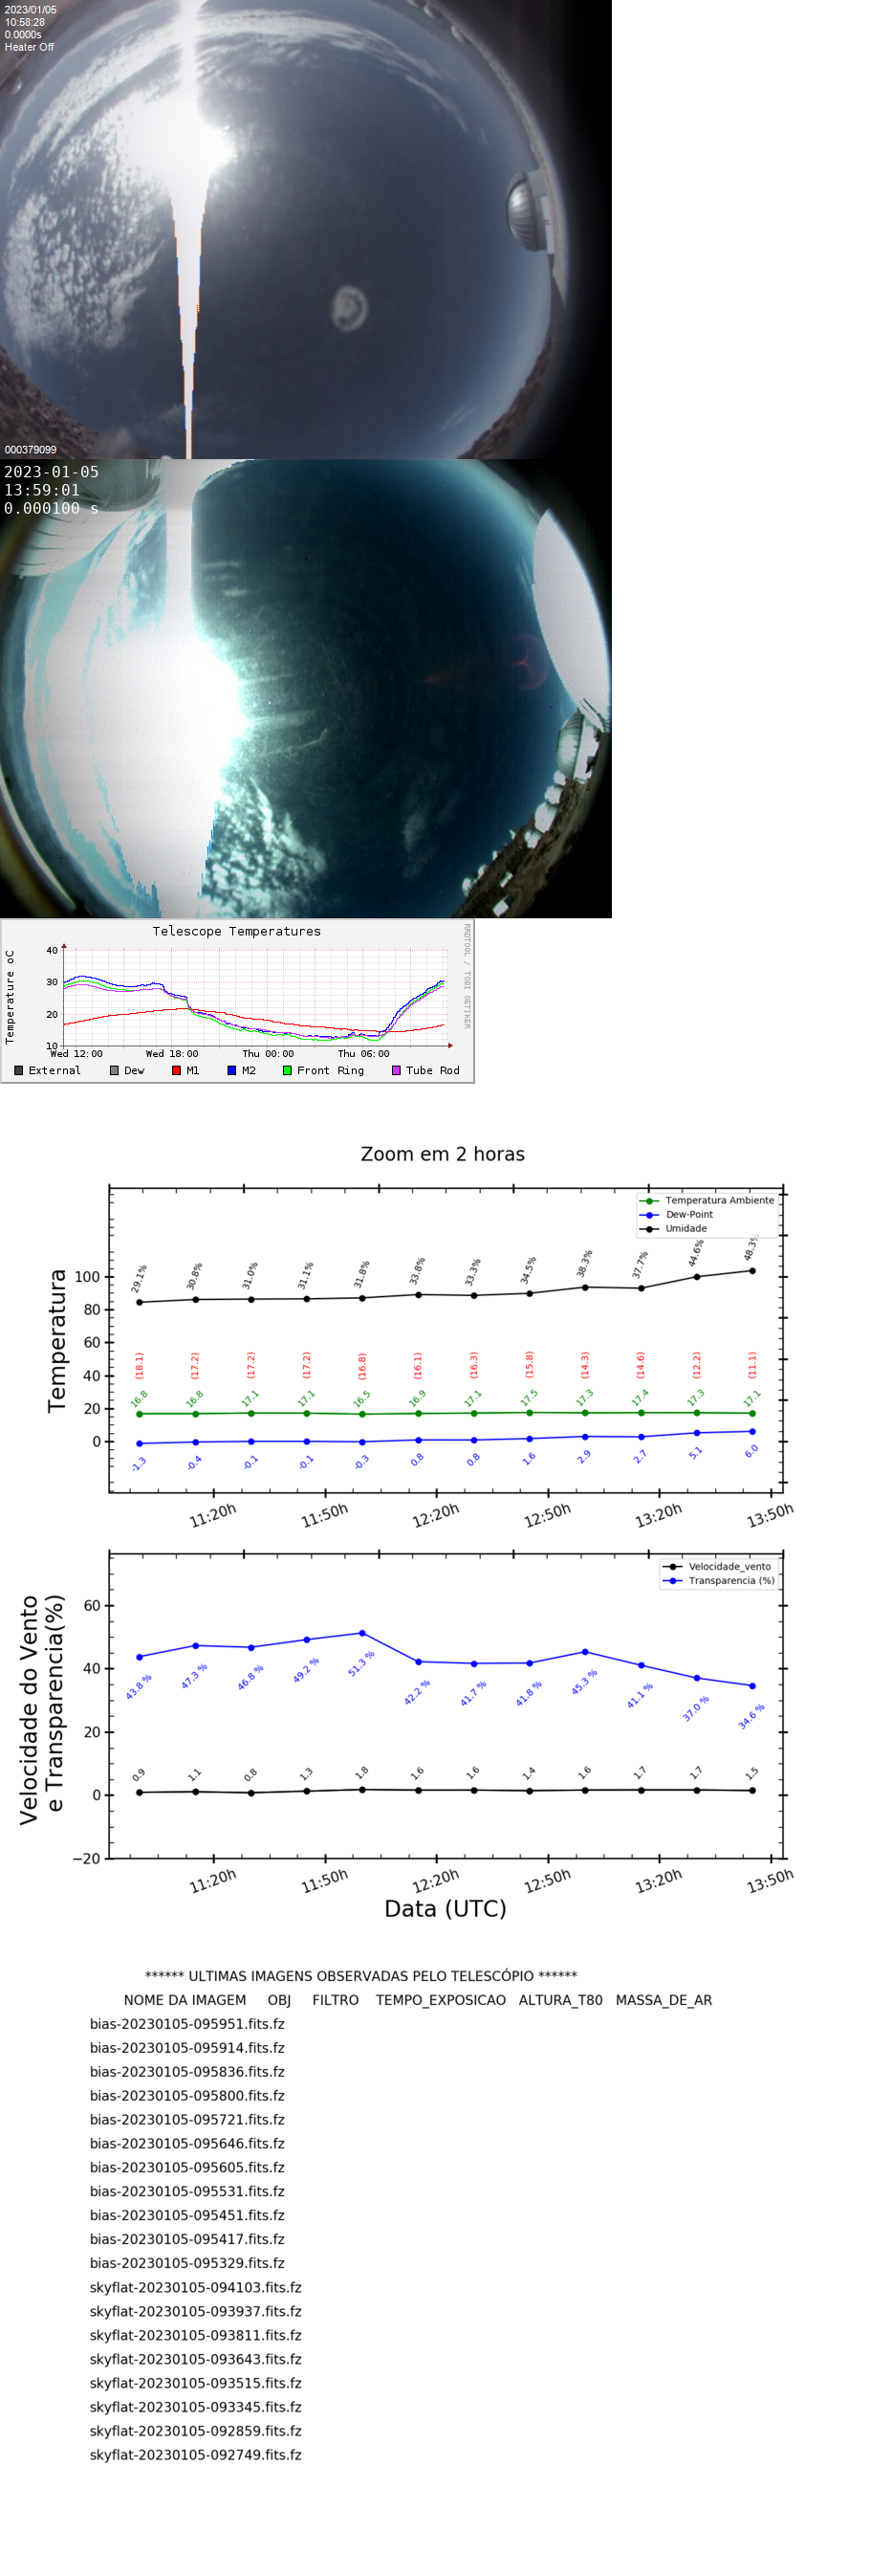 2023/01/05
10:58:28
0.0000s
Heater Off
000379099
2023-01-05
13:59:01
0.000100 s
Telescope Temperatures
RRDTOOL / TOBI OETIKER
Temperature oC
40
30
20
10
Wed 12:00 Wed 18:00 Thu 00:00 Thu 06:00
External Dew M1 M2 Front Ring Tube Rod
Zoom em 2 horas
Temperatura Ambiente
Dew-Point
Umidade
Temperatura
100
80
60
40
20
0
29.1% 30.8% 31.0% 31.1% 31.8% 33.8% 33.3% 34.5% 38.3% 37.7% 44.6% 48.3%
(18.1) (17.2) (17.2) (17.2) (16.8) (16.1) (16.3) (15.8) (14.3) (14.6) (12.2) (11.1)
16.8 16.8 17.1 17.1 16.5 16.9 17.1 17.5 17.3 17.4 17.3 17.1
-1.3 -0.4 -0.1 -0.1 -0.3 0.8 0.8 1.6 2.9 2.7 5.1 6.0
11:20h 11:50h 12:20h 12:50h 13:20h 13:50h
Velocidade_vento
Transparencia (%)
Velocidade do Vento
e Transparencia(%)
60
40
20
0
−20
43.8 % 47.3 % 46.8 % 49.2 % 51.3 % 42.2 % 41.7 % 41.8 % 45.3 % 41.1 % 37.0 % 34.6 %
0.9 1.1 0.8 1.3 1.8 1.6 1.6 1.4 1.6 1.7 1.7 1.5
11:20h 11:50h 12:20h 12:50h 13:20h 13:50h
Data (UTC)
****** ULTIMAS IMAGENS OBSERVADAS PELO TELESCÓPIO ******
NOME DA IMAGEM OBJ FILTRO TEMPO_EXPOSICAO ALTURA_T80 MASSA_DE_AR
bias-20230105-095951.fits.fz
bias-20230105-095914.fits.fz
bias-20230105-095836.fits.fz
bias-20230105-095800.fits.fz
bias-20230105-095721.fits.fz
bias-20230105-095646.fits.fz
bias-20230105-095605.fits.fz
bias-20230105-095531.fits.fz
bias-20230105-095451.fits.fz
bias-20230105-095417.fits.fz
bias-20230105-095329.fits.fz
skyflat-20230105-094103.fits.fz
skyflat-20230105-093937.fits.fz
skyflat-20230105-093811.fits.fz
skyflat-20230105-093643.fits.fz
skyflat-20230105-093515.fits.fz
skyflat-20230105-093345.fits.fz
skyflat-20230105-092859.fits.fz
skyflat-20230105-092749.fits.fz